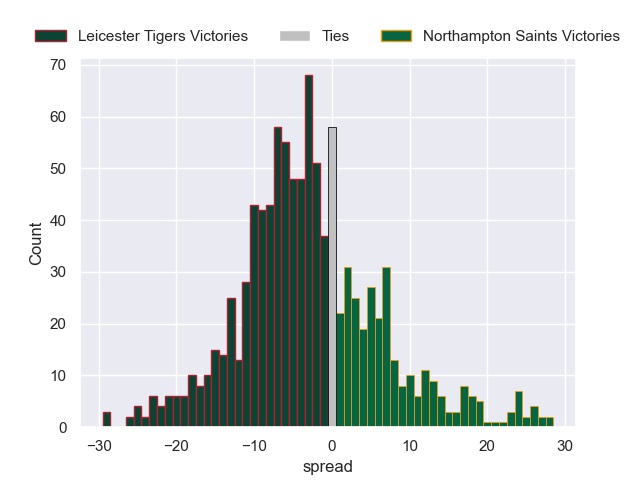 Leicester Tigers Victories Ties Northampton Saints Victories
70
60
50
40
30
20
10
0
Count
−30 −20 −10 0 10 20 30
spread